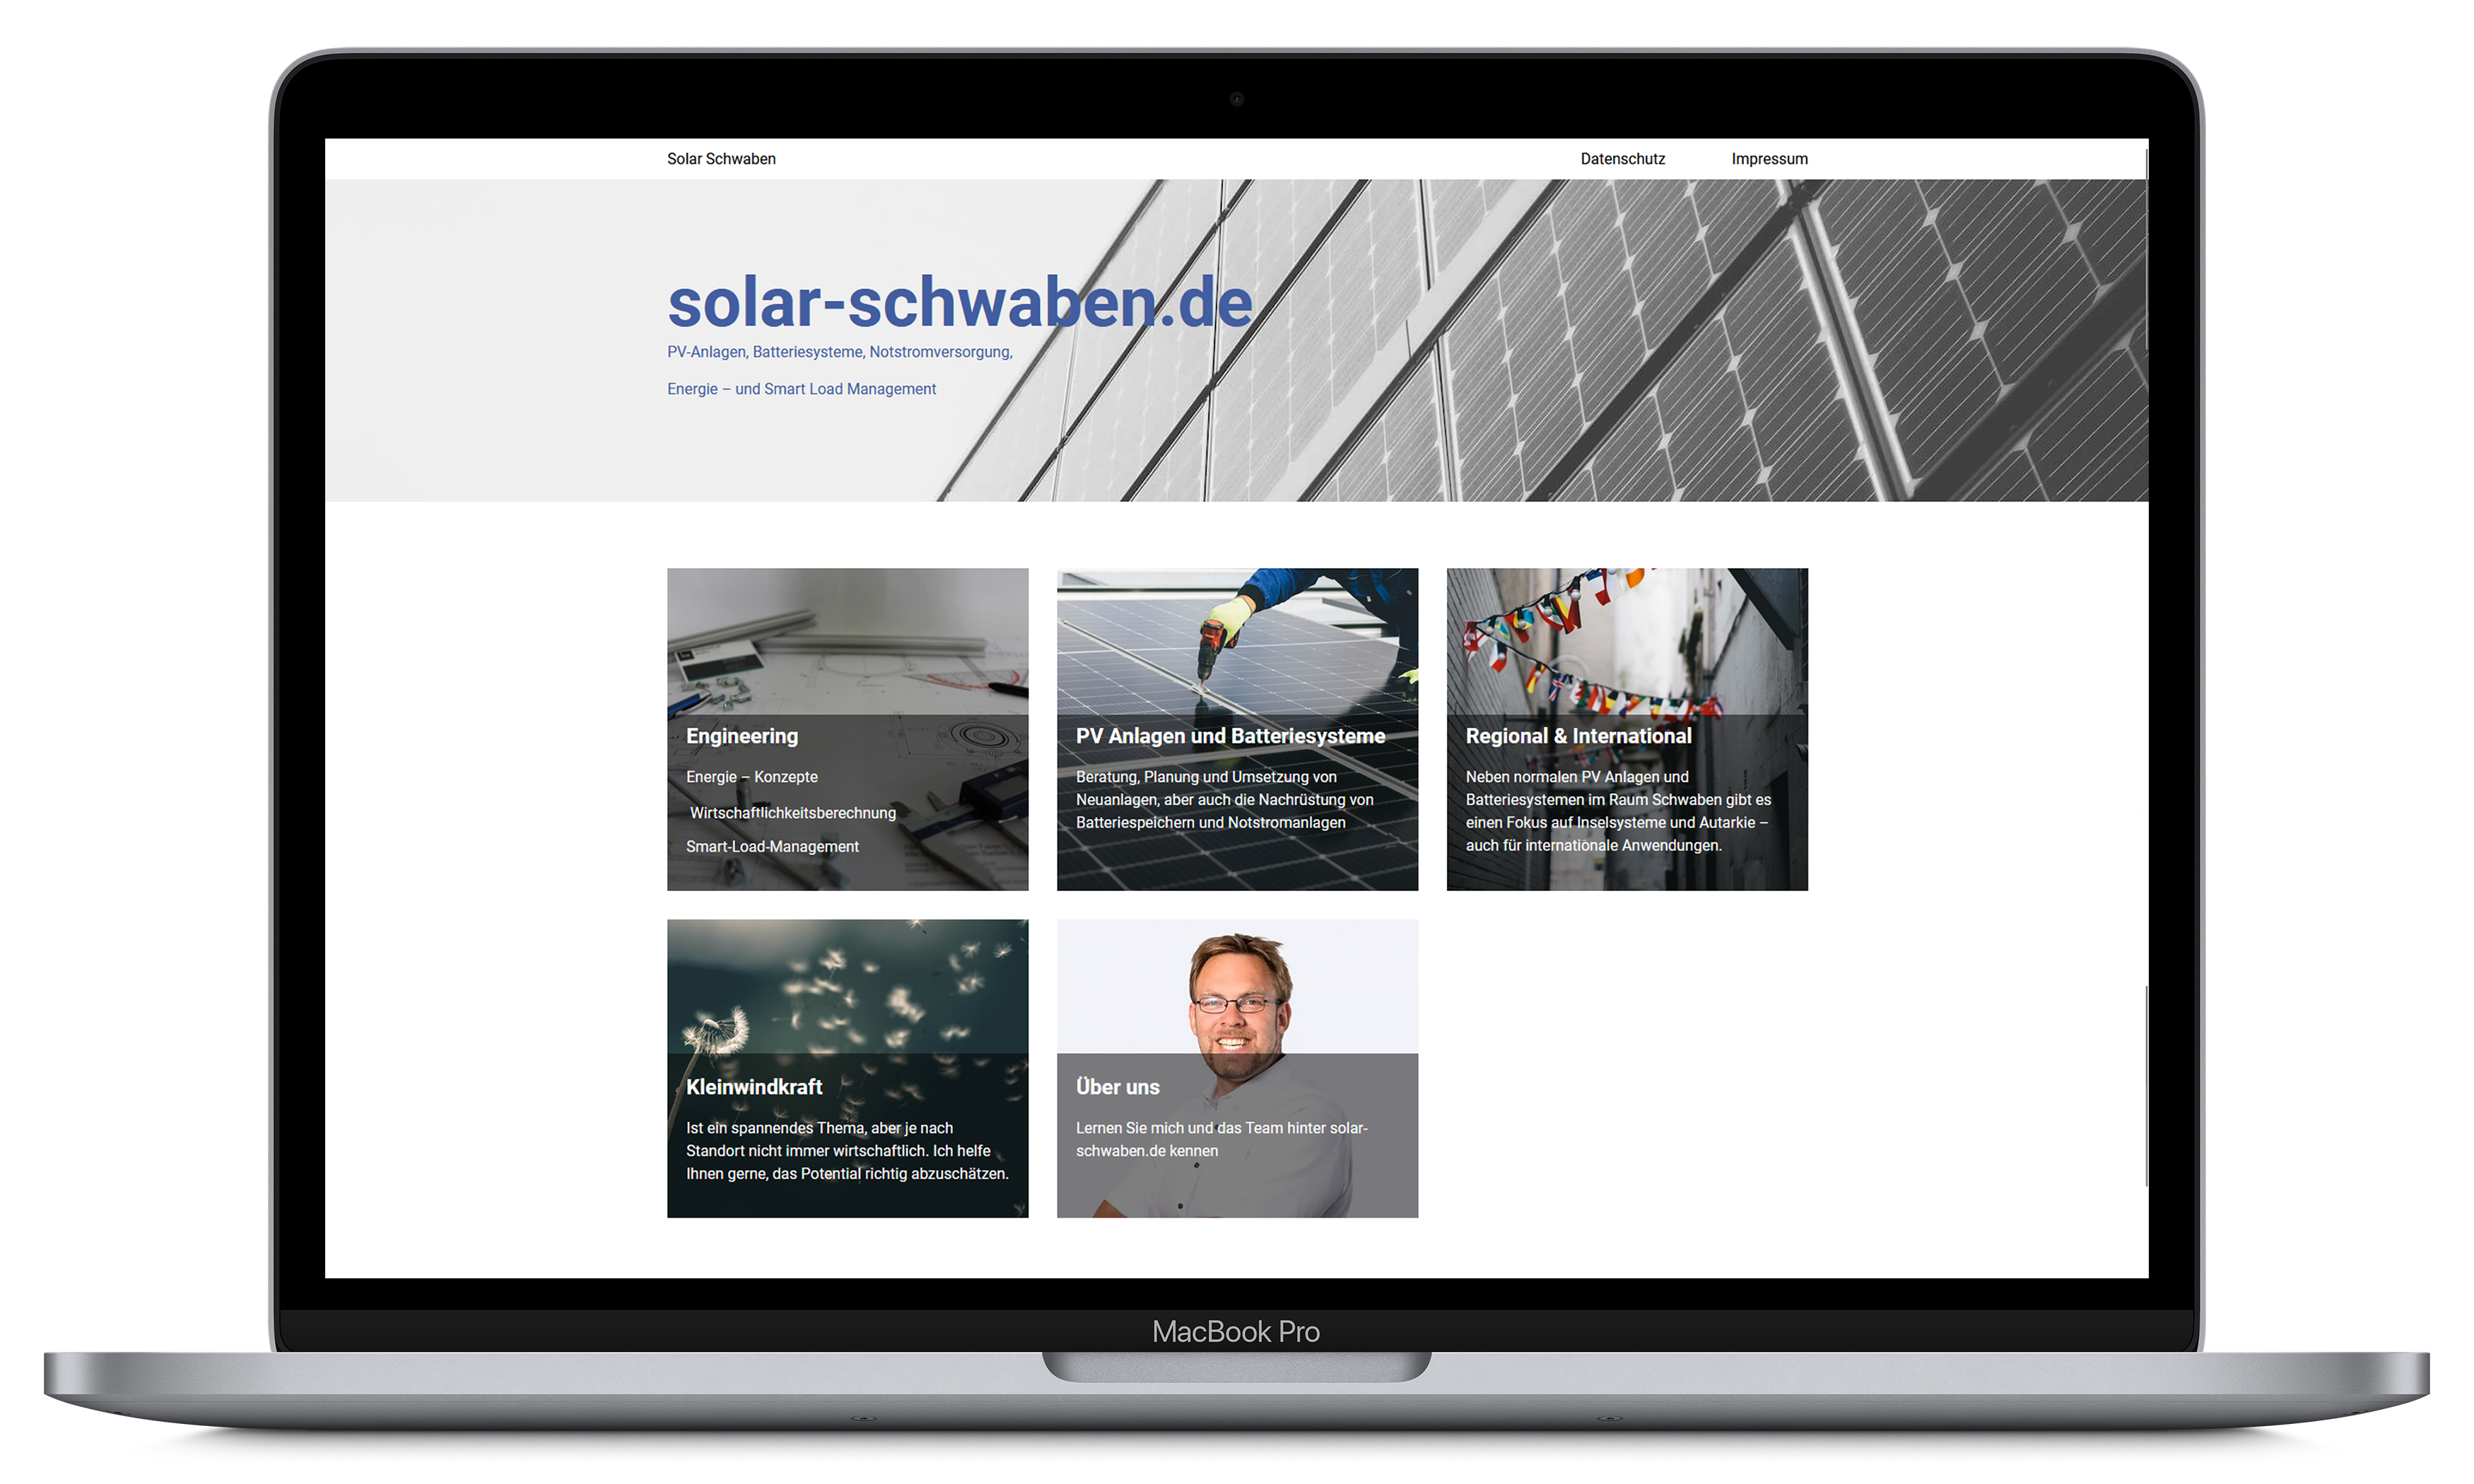 Solar Schwaben
Datenschutz
Impressum
solar-schwaben.de
PV-Anlagen, Batteriesysteme, Notstromversorgung,
Energie – und Smart Load Management
Engineering
Energie – Konzepte
Wirtschaftlichkeitsberechnung
Smart-Load-Management
PV Anlagen und Batteriesysteme
Beratung, Planung und Umsetzung von
Neuanlagen, aber auch die Nachrüstung von
Batteriespeichern und Notstromanlagen
Regional & International
Neben normalen PV Anlagen und
Batteriesystemen im Raum Schwaben gibt es
einen Fokus auf Inselsysteme und Autarkie –
auch für internationale Anwendungen.
Kleinwindkraft
Ist ein spannendes Thema, aber je nach
Standort nicht immer wirtschaftlich. Ich helfe
Ihnen gerne, das Potential richtig abzuschätzen.
Über uns
Lernen Sie mich und das Team hinter solar-
schwaben.de kennen
MacBook Pro